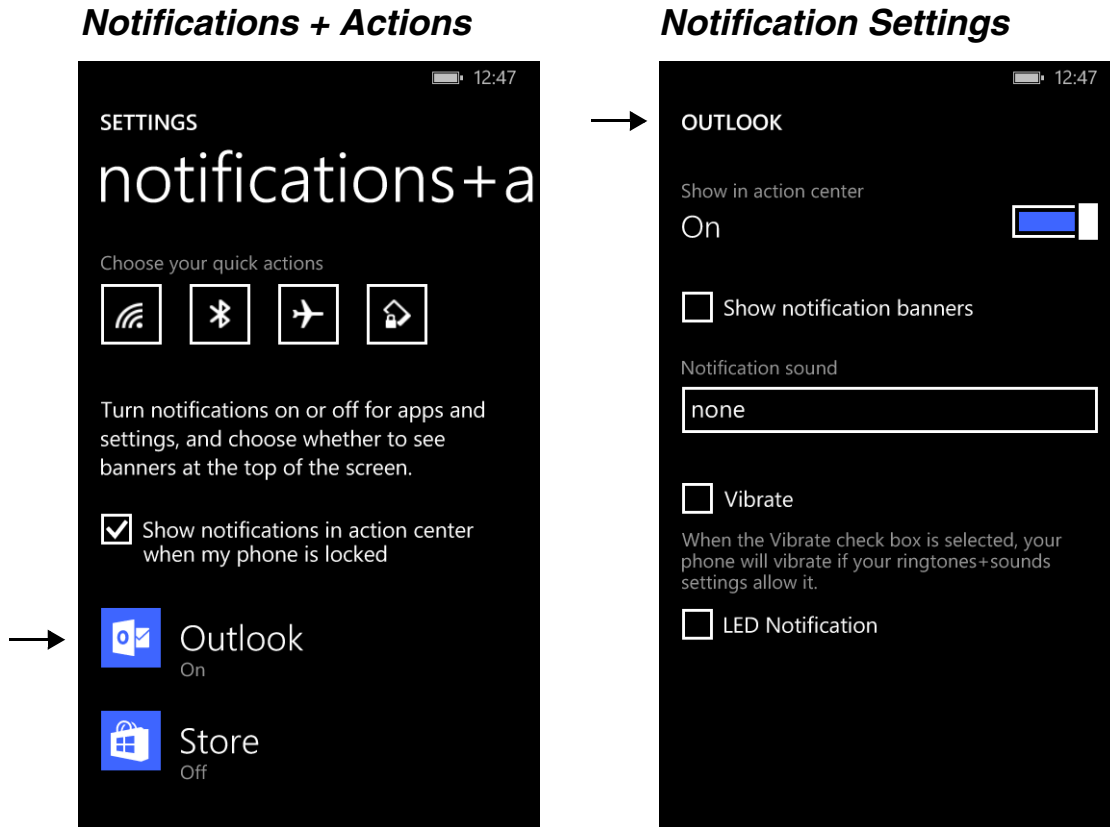 Notifications + Actions
12:47
SETTINGS
notifications+a
Choose your quick actions
Turn notifications on or off for apps and
settings, and choose whether to see
banners at the top of the screen.
Show notifications in action center
when my phone is locked
Outlook
On
Store
Off
Notification Settings
12:47
OUTLOOK
Show in action center
On
Show notification banners
Notification sound
none
Vibrate
When the Vibrate check box is selected, your
phone will vibrate if your ringtones+sounds
settings allow it.
LED Notification